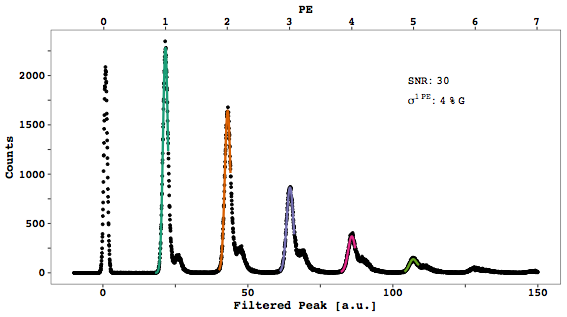 PE
0 1 2 3 4 5 6 7
SNR: 30
σ1 PE: 4 % G
2000
1500
1000
500
0
Counts
0 50 100 150
Filtered Peak [a.u.]